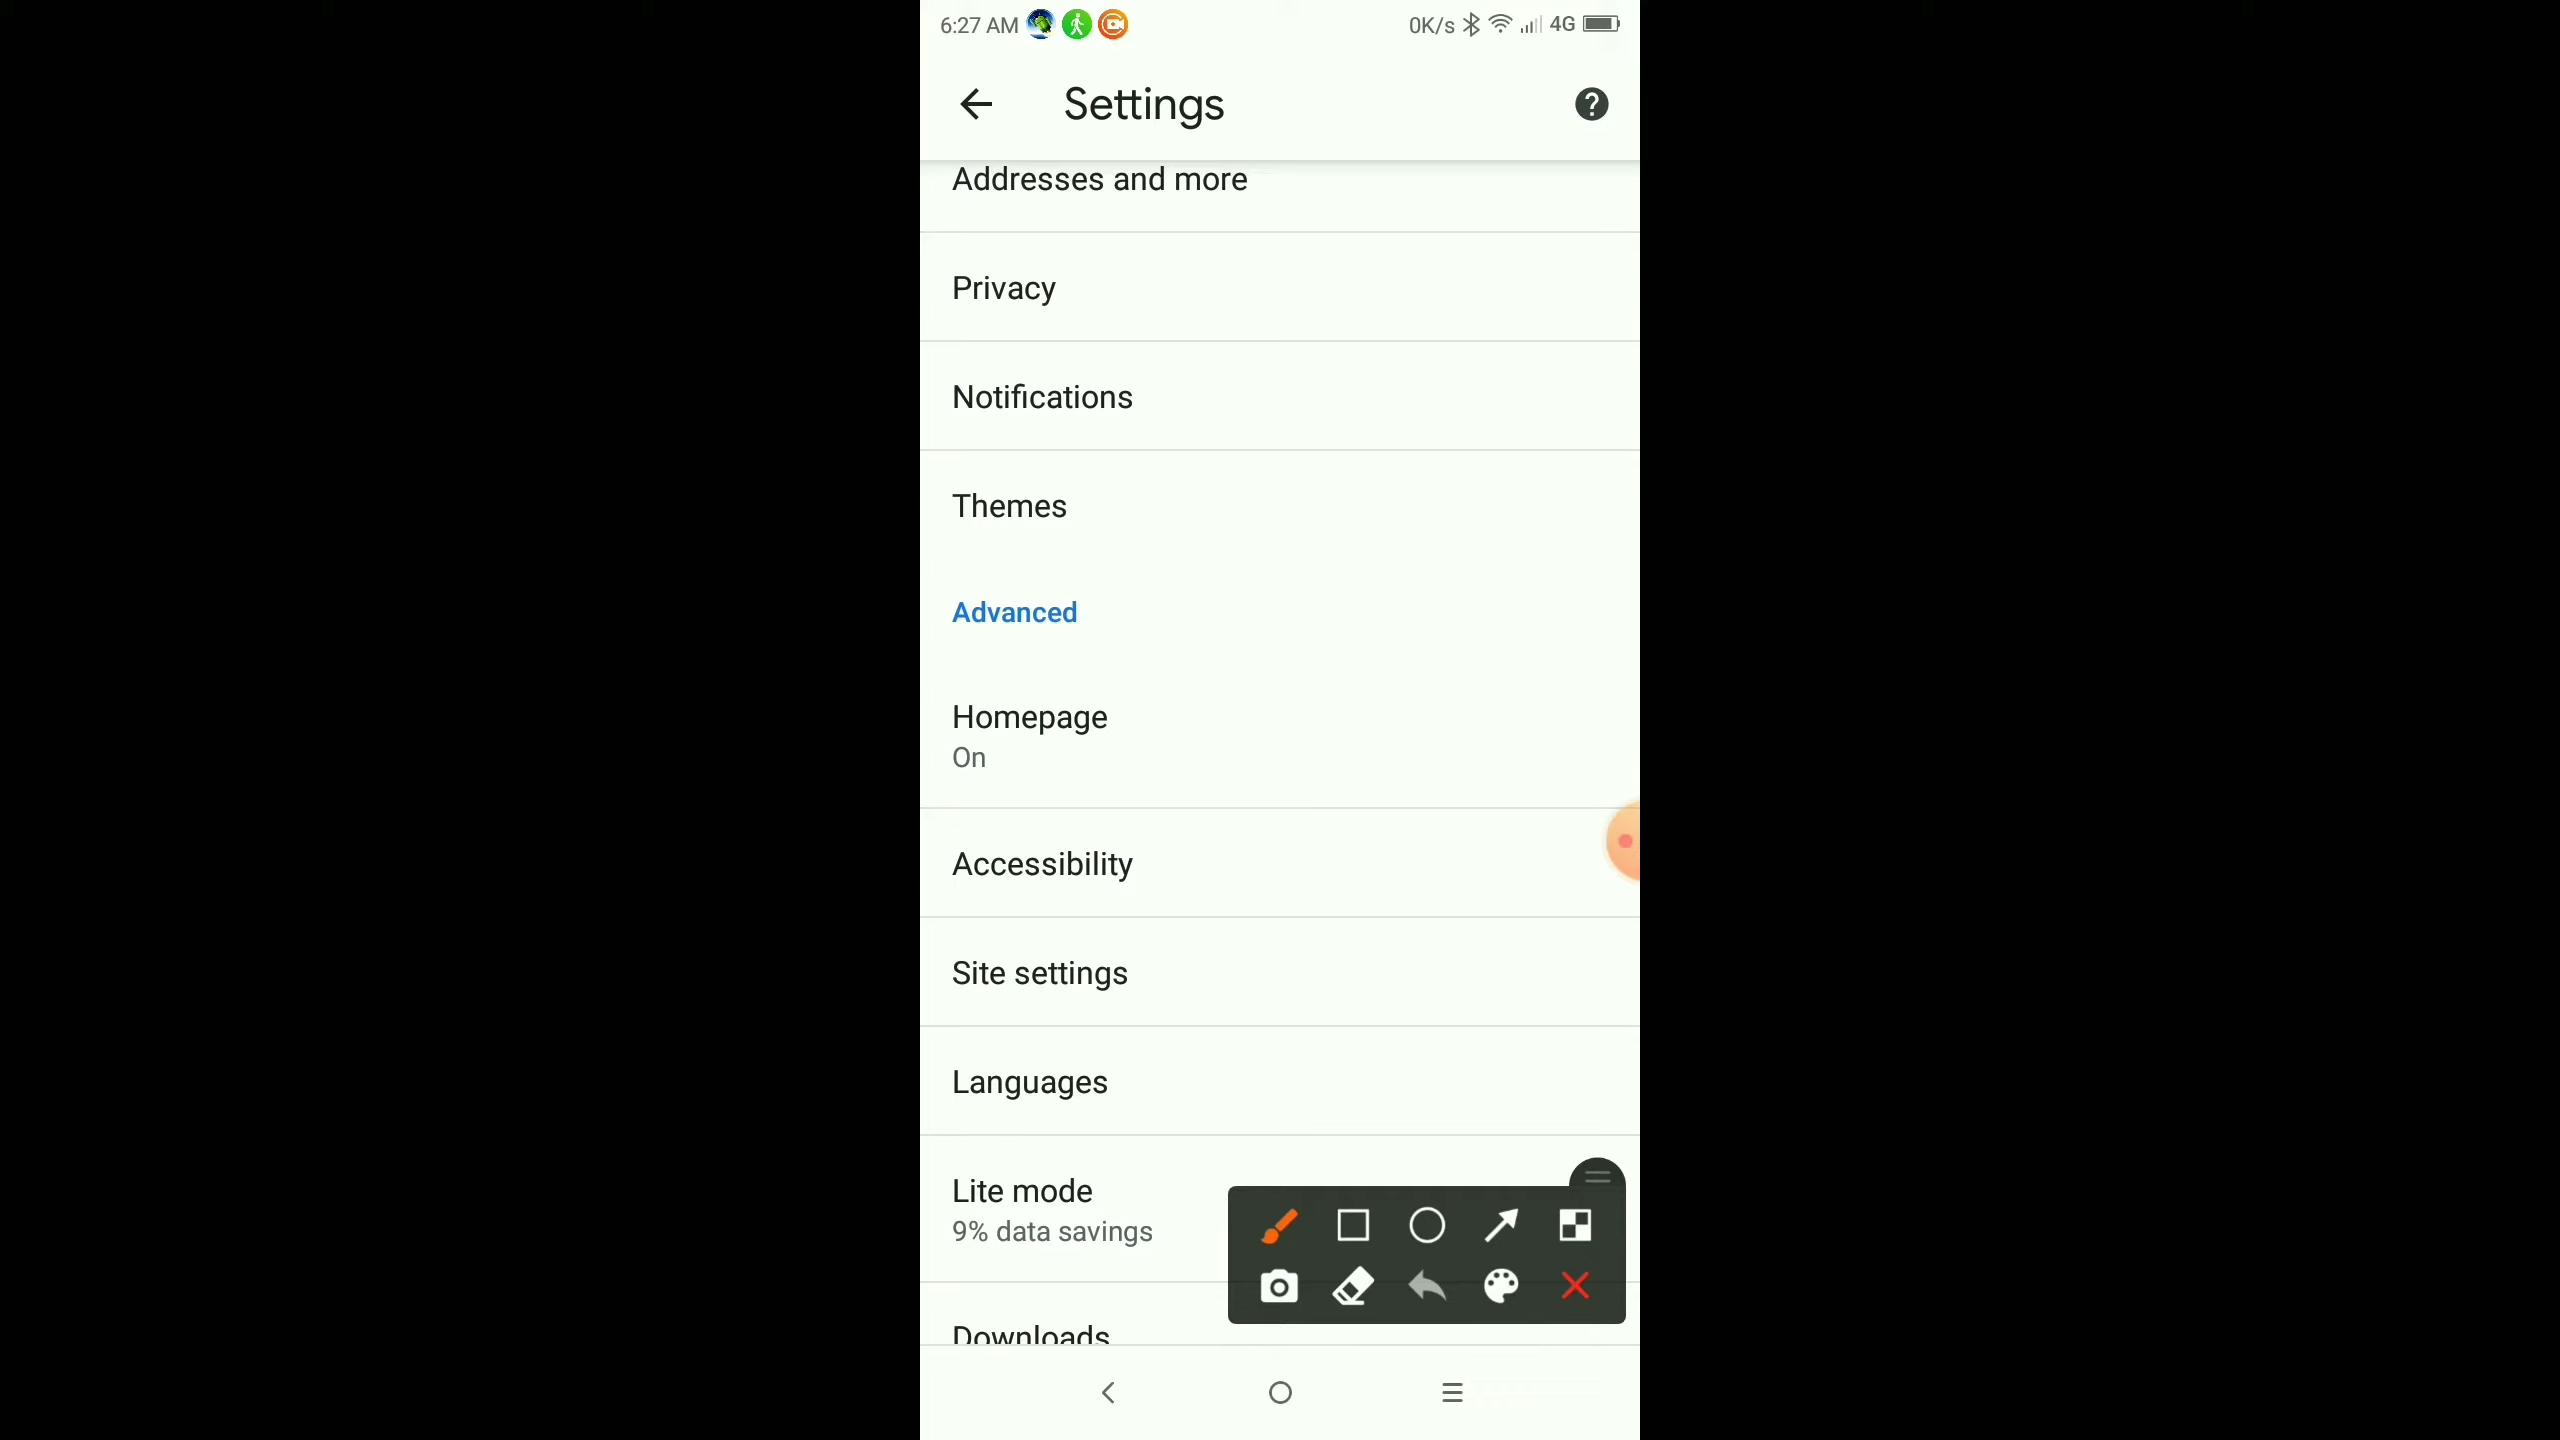 6:27 AM 0K/s 4G
Settings
Addresses and more
Privacy
Notifications
Themes
Advanced
Homepage
On
Accessibility
Site settings
Languages
Lite mode
9% data savings
Downloads